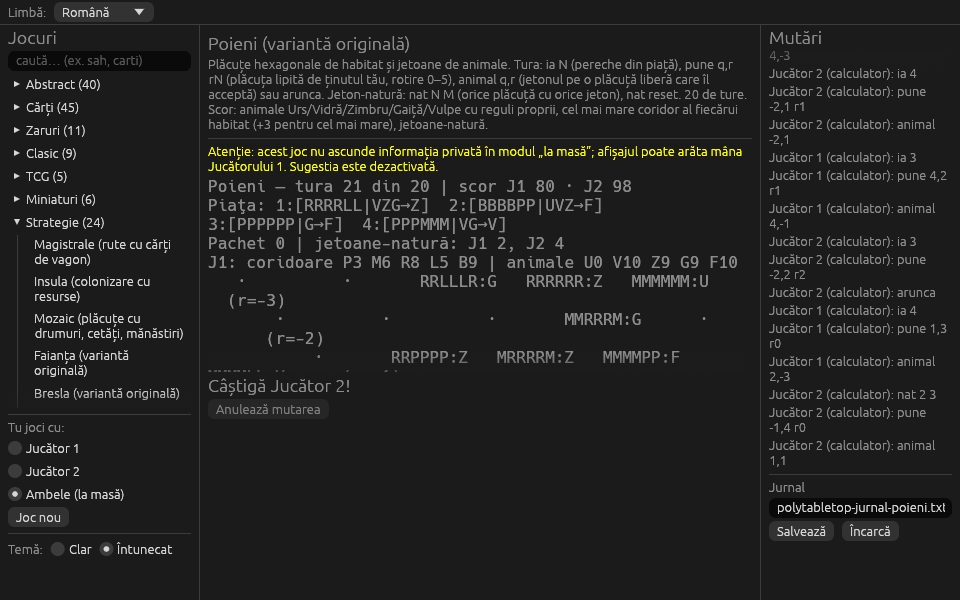 Limbă: Română
Jocuri
caută... (ex. sah, carti)
Abstract (40)
Cărți (45)
Zaruri (11)
Clasic (9)
TCG (5)
Miniaturi (6)
Strategie (24)
Magistrale (rute cu cărți
de vagon)
Insula (colonizare cu
resurse)
Mozaic (plăcuțe cu
drumuri, cetăți, mănăstiri)
Faianța (variantă
originală)
Bresla (variantă originală)
Tu joci cu:
Jucător 1
Jucător 2
Ambele (la masă)
Joc nou
Temă: Clar Întunecat
Poieni (variantă originală)
Plăcuțe hexagonale de habitat și jetoane de animale. Tura: ia N (pereche din piață), pune q,r
rN (plăcuța lipită de ținutul tău, rotire 0–5), animal q,r (jetonul pe o plăcuță liberă care îl
acceptă) sau arunca. Jeton-natură: nat N M (orice plăcuță cu orice jeton), nat reset. 20 de ture.
Scor: animale Urs/Vidră/Zimbru/Gaiță/Vulpe cu reguli proprii, cel mai mare coridor al fiecărui
habitat (+3 pentru cel mai mare), jetoane-natură.
Atenție: acest joc nu ascunde informația privată în modul „la masă”; afișajul poate arăta mâna
Jucătorului 1. Sugestia este dezactivată.
Poieni — tura 21 din 20 | scor J1 80 · J2 98
Piața: 1:[RRRRLL|VZG→Z] 2:[BBBBPP|UVZ→F]
3:[PPPPPP|G→F] 4:[PPPMMM|VG→V]
Pachet 0 | jetoane-natură: J1 2, J2 4
J1: coridoare P3 M6 R8 L5 B9 | animale U0 V10 Z9 G9 F10
· · RRLLLR:G RRRRRR:Z MMMMMM:U
(r=-3)
· · · MMRRRM:G ·
(r=-2)
· RRPPPP:Z MRRRRM:Z MMMMPP:F
Câștigă Jucător 2!
Anulează mutarea
Mutări
4,-3
Jucător 2 (calculator): ia 4
Jucător 2 (calculator): pune
-2,1 r1
Jucător 2 (calculator): animal
-2,1
Jucător 1 (calculator): ia 3
Jucător 1 (calculator): pune 4,2
r1
Jucător 1 (calculator): animal
4,-1
Jucător 2 (calculator): ia 3
Jucător 2 (calculator): pune
-2,2 r2
Jucător 2 (calculator): arunca
Jucător 1 (calculator): ia 4
Jucător 1 (calculator): pune 1,3
r0
Jucător 1 (calculator): animal
2,-3
Jucător 2 (calculator): nat 2 3
Jucător 2 (calculator): pune
-1,4 r0
Jucător 2 (calculator): animal
1,1
Jurnal
polytabletop-jurnal-poieni.txt
Salvează Încarcă